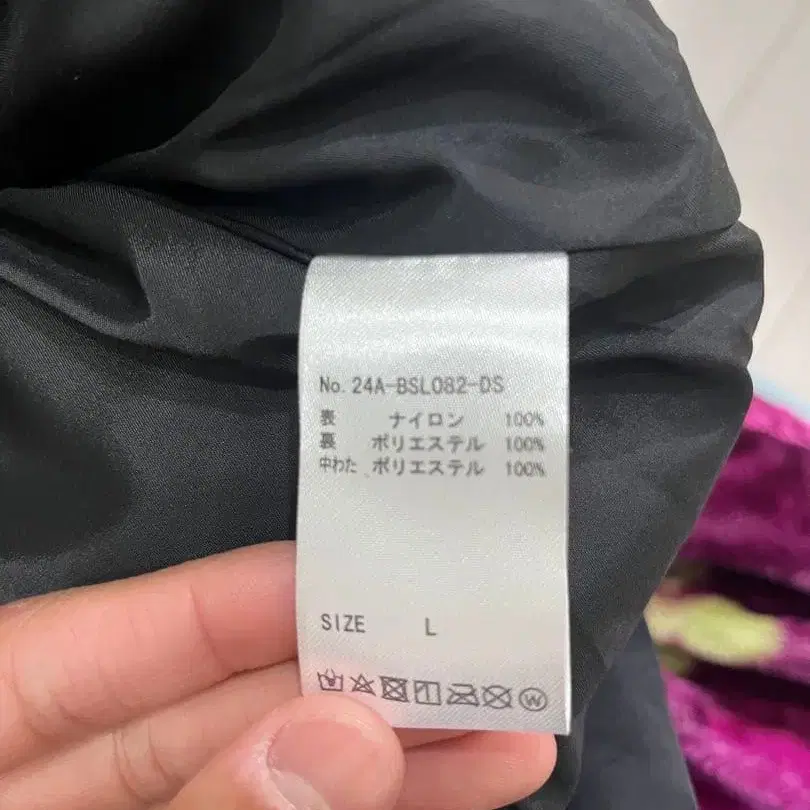 No. 24A-BSL082-DS
表 ナイロン 100%
裏 ポリエステル 100%
中わた ポリエステル 100%
SIZE L
W